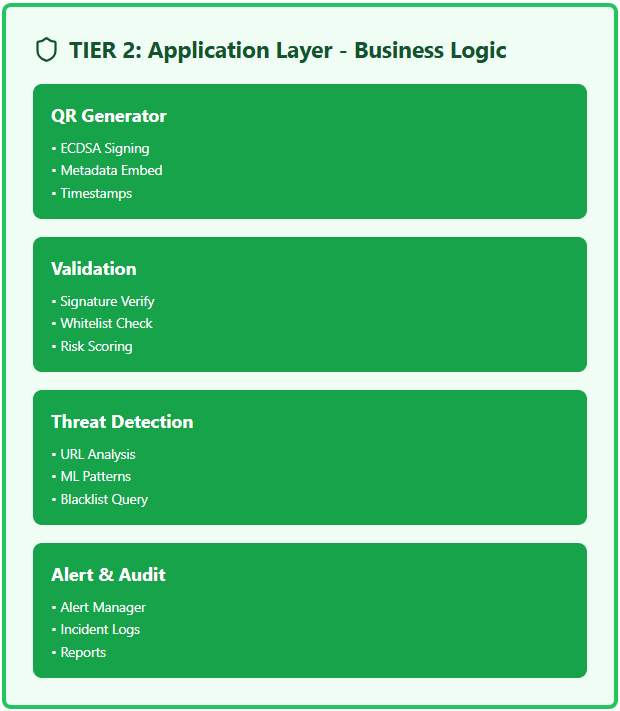 TIER 2: Application Layer - Business Logic
QR Generator
• ECDSA Signing
• Metadata Embed
• Timestamps
Validation
• Signature Verify
• Whitelist Check
• Risk Scoring
Threat Detection
• URL Analysis
• ML Patterns
• Blacklist Query
Alert & Audit
• Alert Manager
• Incident Logs
• Reports